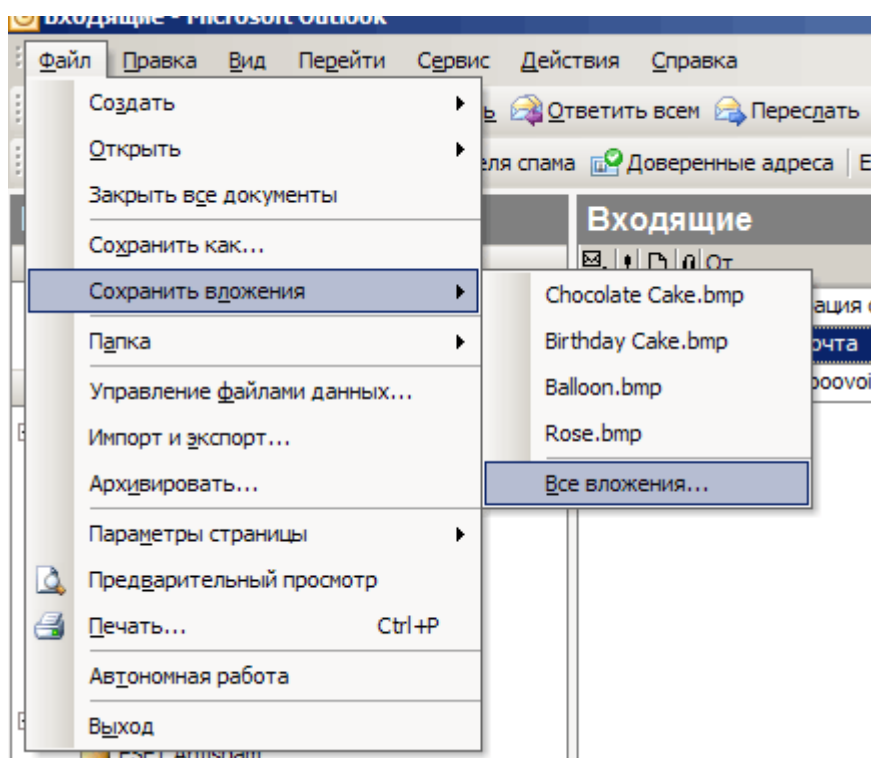 Входящие - Microsoft Outlook
Файл Правка Вид Перейти Сервис Действия Справка
Ответить всем Переслать
спама Доверенные адреса
Входящие
От
Создать
Открыть
Закрыть все документы
Сохранить как...
Сохранить вложения
Папка
Управление файлами данных...
Импорт и экспорт...
Архивировать...
Параметры страницы
Предварительный просмотр
Печать... Ctrl+P
Автономная работа
Выход
Chocolate Cake.bmp
Birthday Cake.bmp
Balloon.bmp
Rose.bmp
Все вложения...